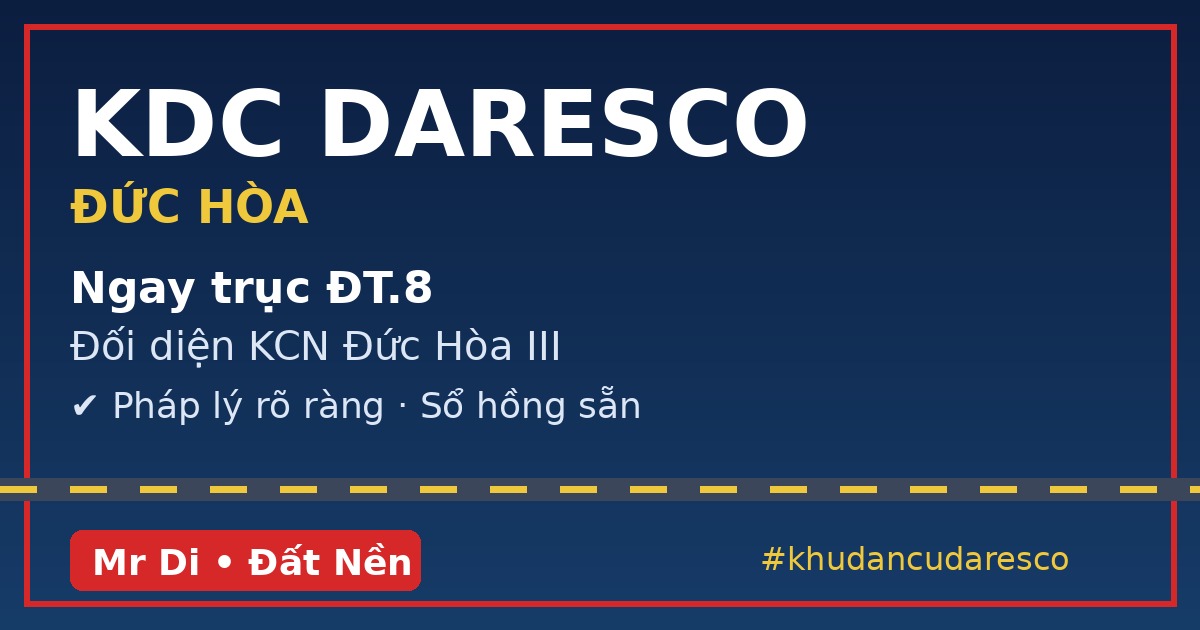 KDC DARESCO
ĐỨC HÒA
Ngay trục ĐT.8
Đối diện KCN Đức Hòa III
✔ Pháp lý rõ ràng · Sổ hồng sẵn
Mr Di • Đất Nền
#khudancudaresco